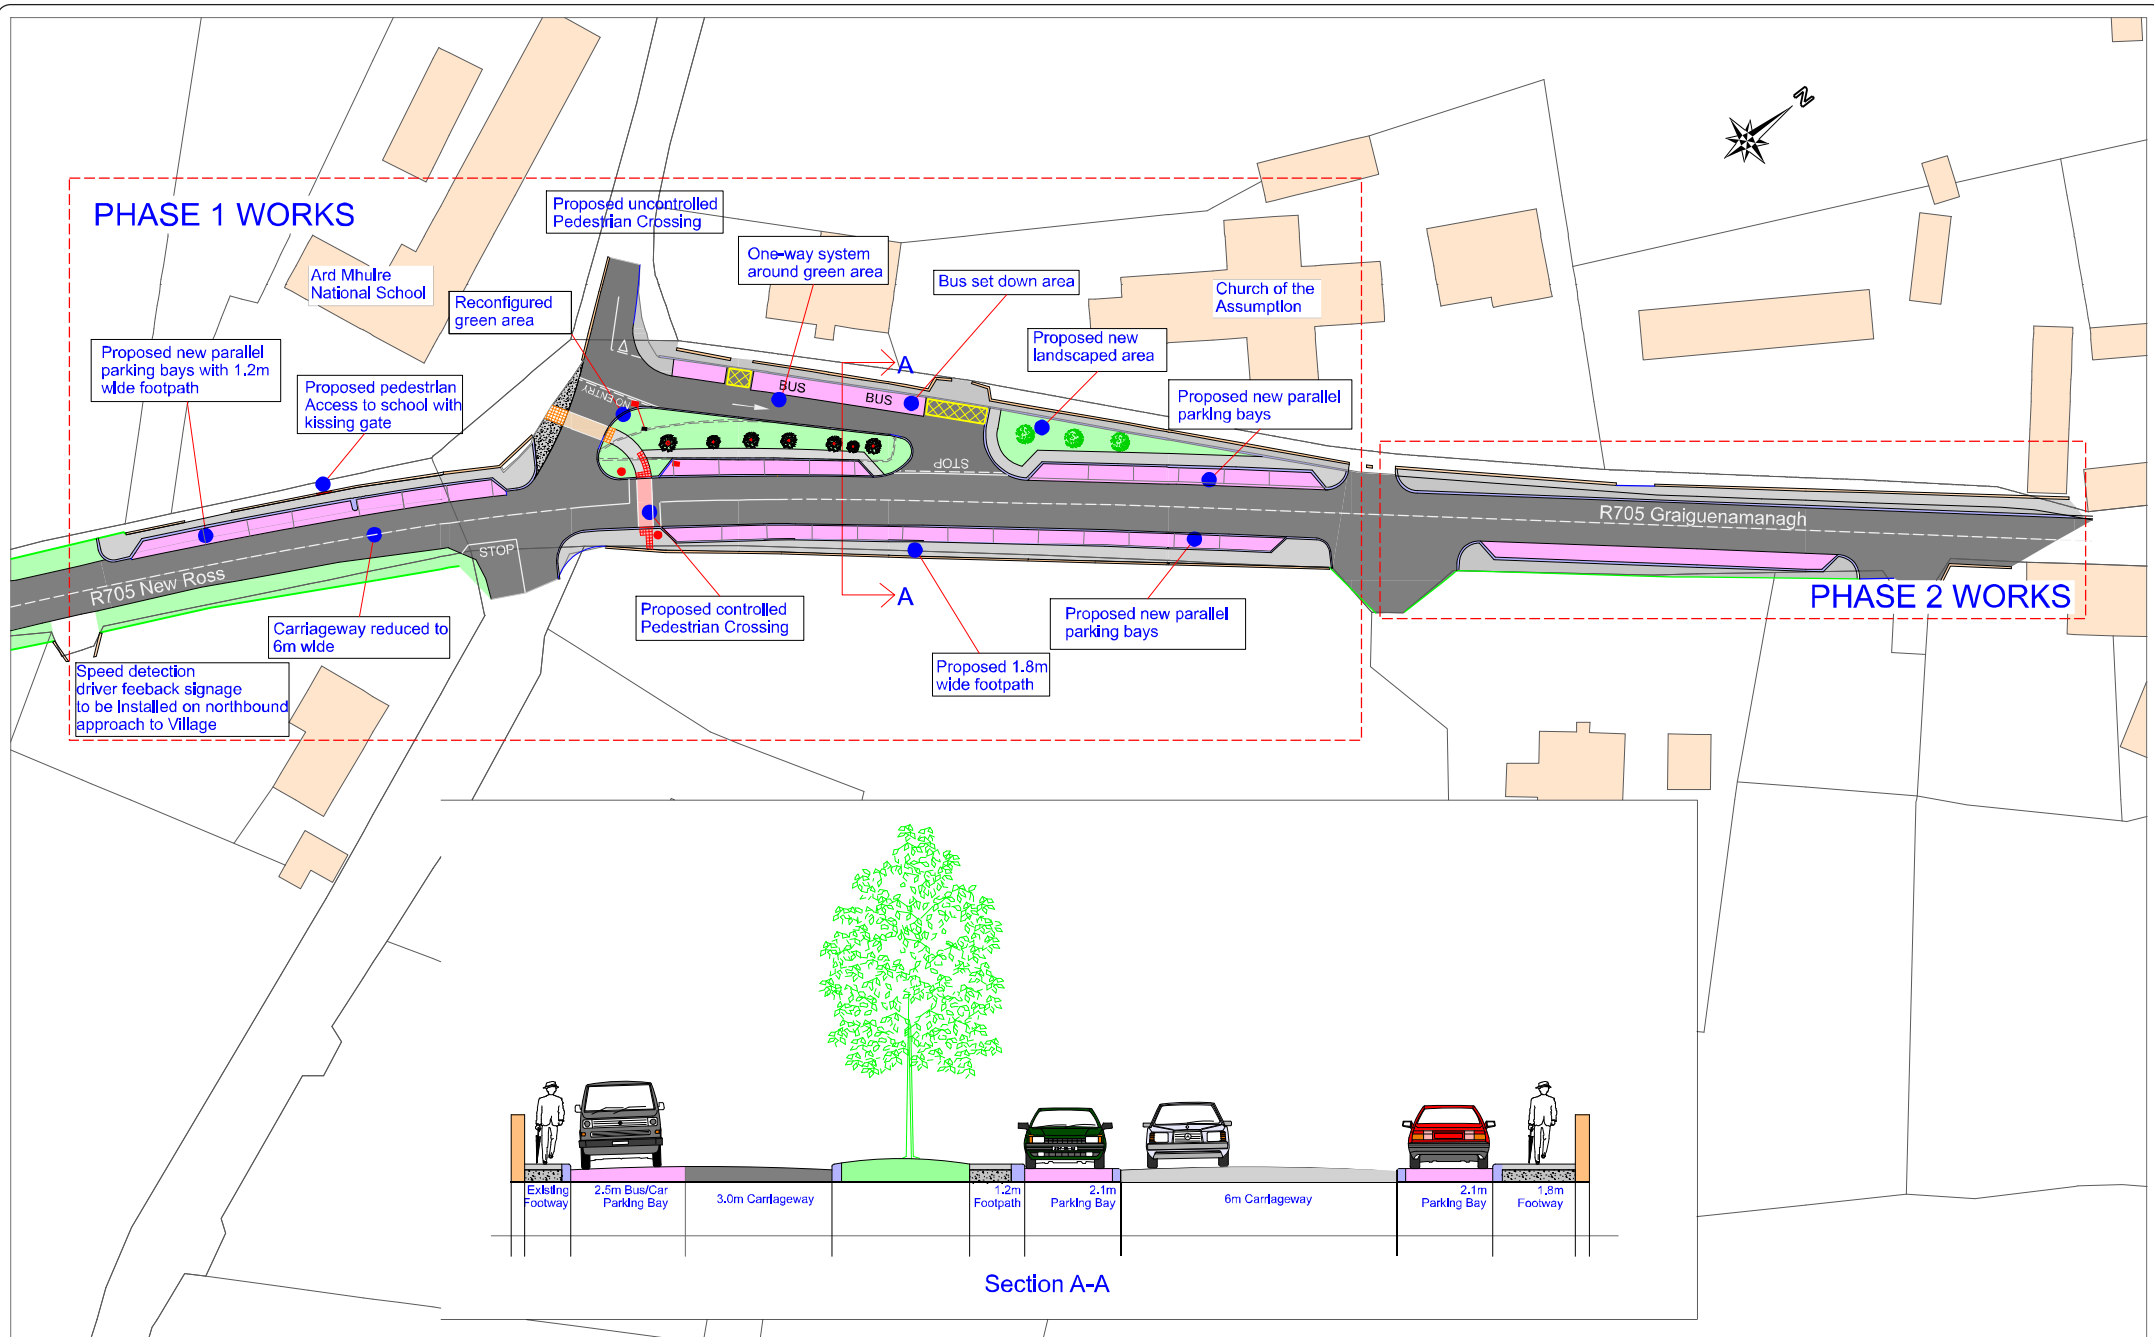 N
PHASE 1 WORKS
Proposed uncontrolled
Pedestrian Crossing
One-way system
around green area
Bus set down area
Ard Mhuire
National School
Church of the
Assumption
Reconfigured
green area
Proposed new
landscaped area
Proposed new parallel
parking bays with 1.2m
wide footpath
Proposed pedestrian
Access to school with
kissing gate
Proposed new parallel
parking bays
A
BUS
BUS
NO ENTRY
STOP
R705 Graiguenamanagh
STOP
R705 New Ross
A
PHASE 2 WORKS
Proposed controlled
Pedestrian Crossing
Proposed new parallel
parking bays
Carriageway reduced to
6m wide
Proposed 1.8m
wide footpath
Speed detection
driver feeback signage
to be installed on northbound
approach to Village
Existing
Footway
2.5m Bus/Car
Parking Bay
3.0m Carriageway
1.2m
Footpath
2.1m
Parking Bay
6m Carriageway
2.1m
Parking Bay
1.8m
Footway
Section A-A